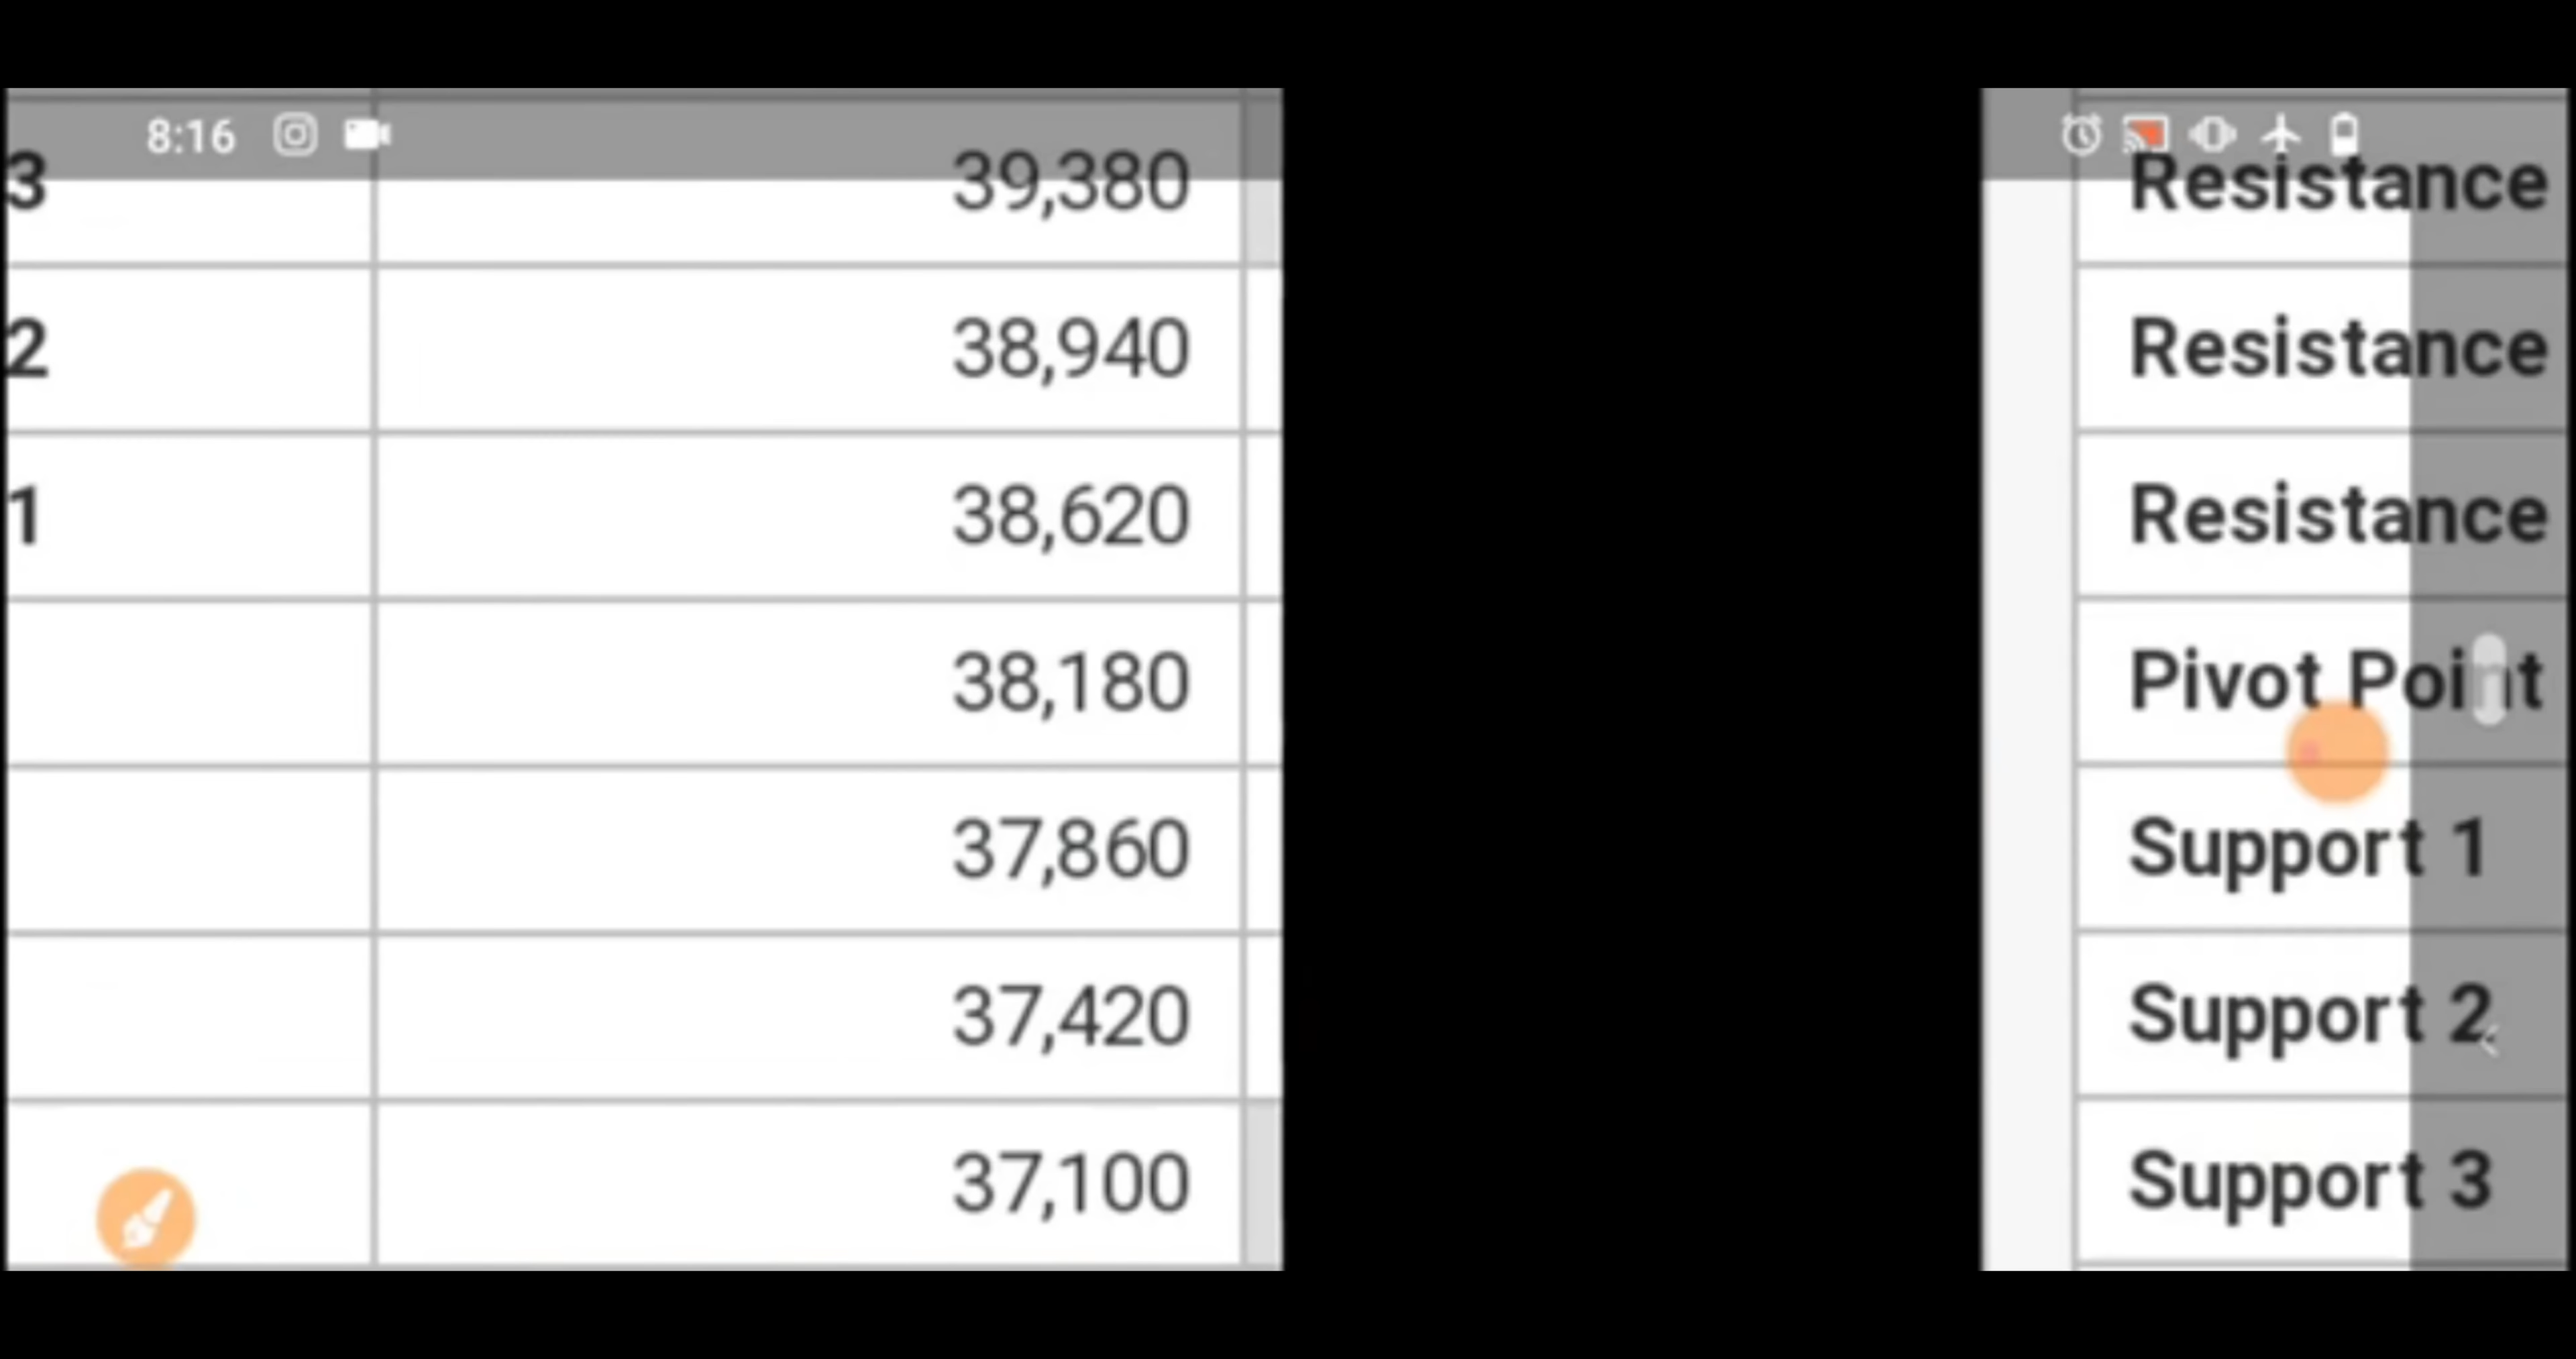 8:16
3 39,380 Resistance
2 38,940 Resistance
1 38,620 Resistance
38,180 Pivot Point
37,860 Support 1
37,420 Support 2
37,100 Support 3